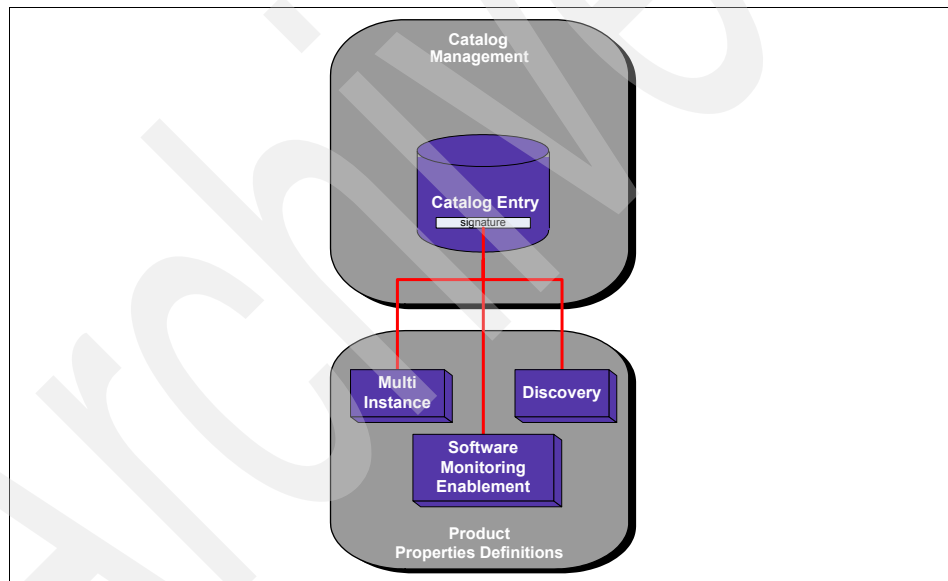 Catalog
Management
Catalog Entry
signature
Multi
Instance
Discovery
Software
Monitoring
Enablement
Product
Properties Definitions